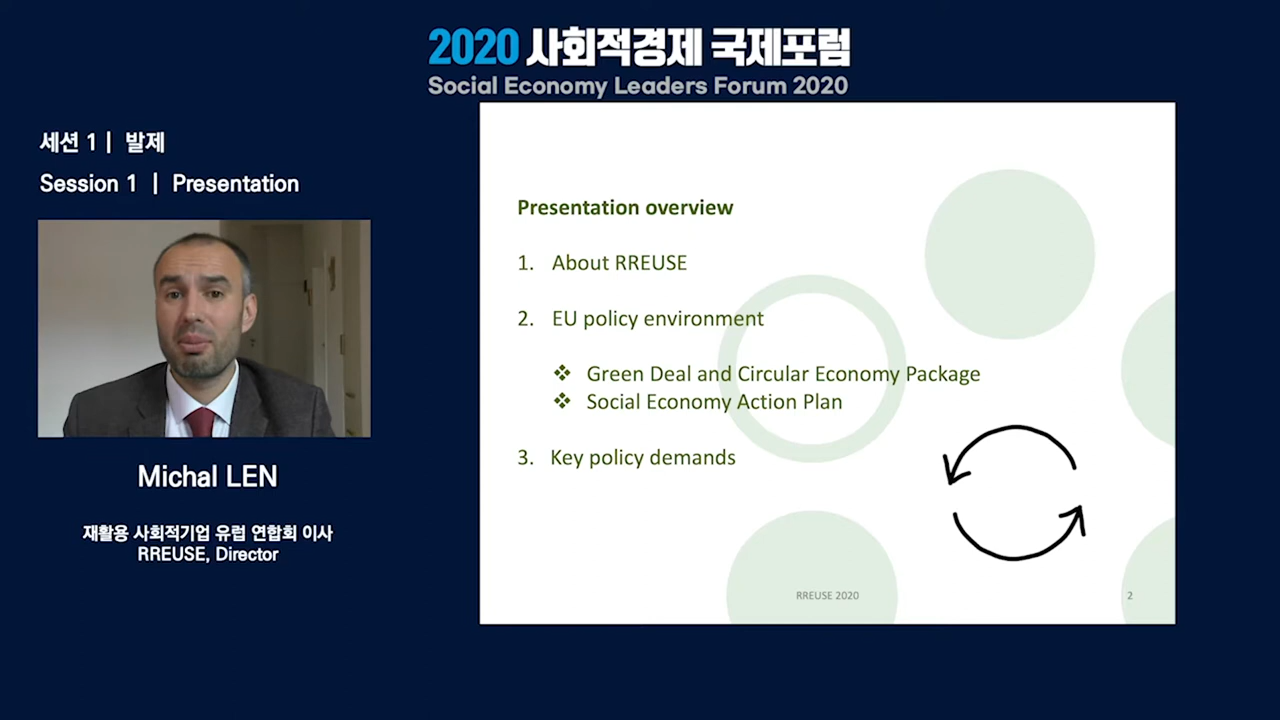 2020 사회적경제 국제포럼
Social Economy Leaders Forum 2020
세션 1 | 발제
Session 1 | Presentation
Michal LEN
재활용 사회적기업 유럽 연합회 이사
RREUSE, Director
Presentation overview
1. About RREUSE
2. EU policy environment
❖ Green Deal and Circular Economy Package
❖ Social Economy Action Plan
3. Key policy demands
RREUSE 2020
2